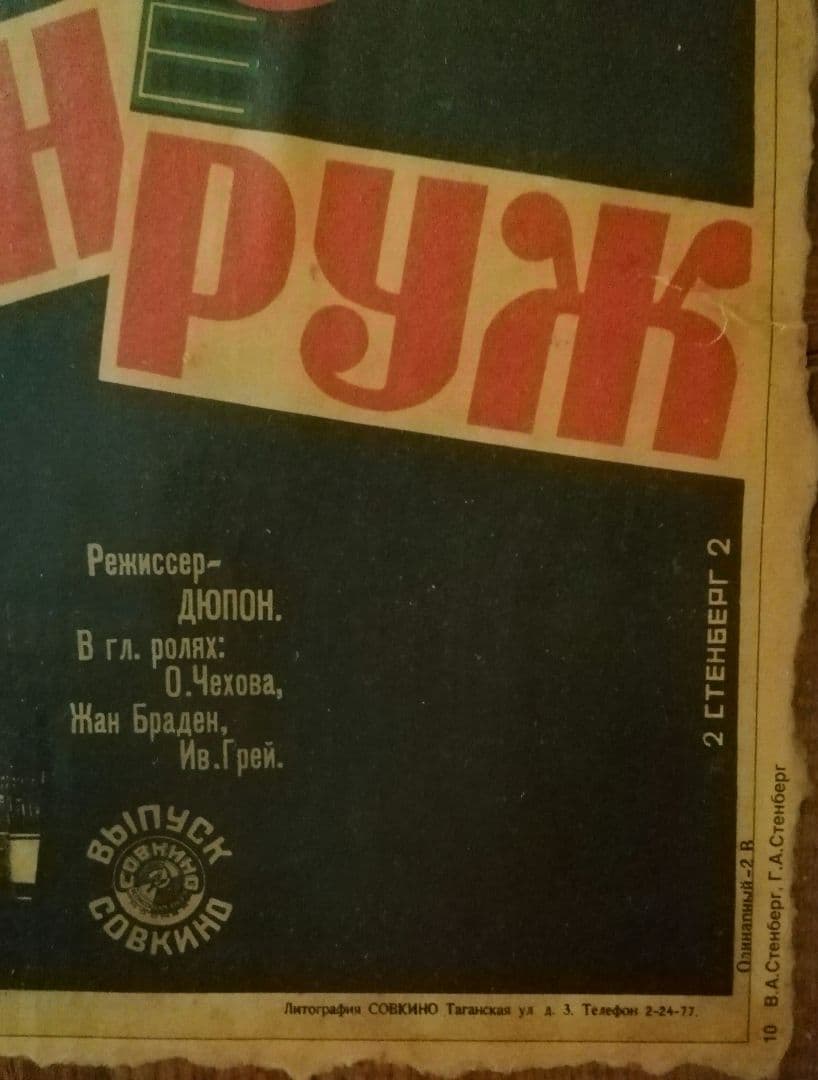 Н
РУЖ
Режиссер-
ДЮПОН.
В гл. ролях:
О.Чехова,
Жан Браден,
Ив.Грей.
ВЫПУСК
СОВКИНО
СОВКИНО
2 СТЕНБЕРГ 2
Литография СОВКИНО Таганская ул д. 3. Телефон 2-24-77.
10 В.А.Стенберг, Г.А.Стенберг